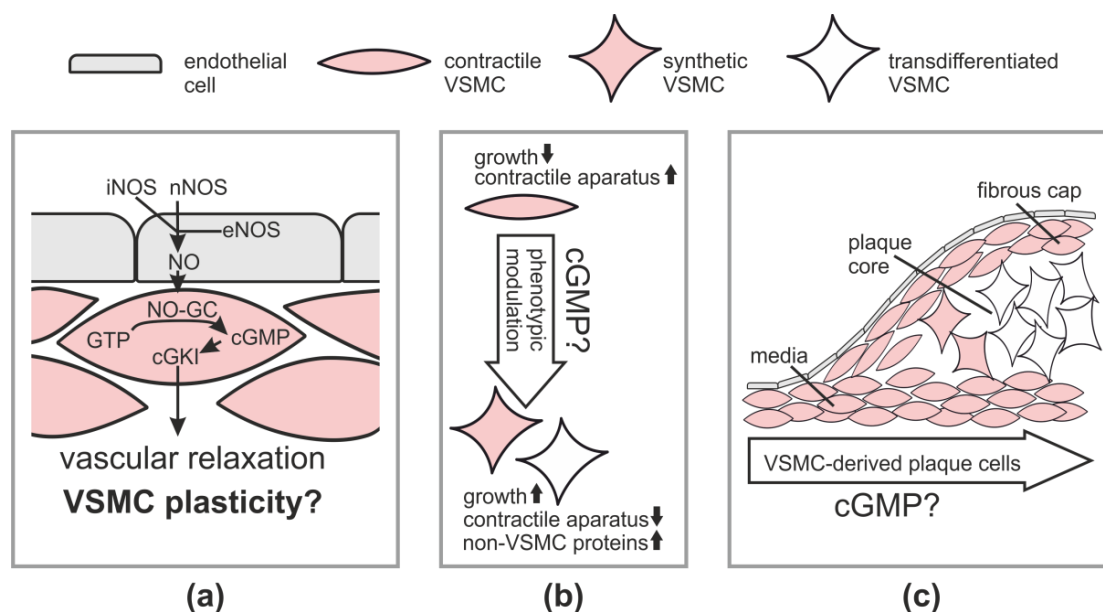 endothelial
cell
contractile
VSMC
synthetic
VSMC
transdifferentiated
VSMC
iNOS nNOS
eNOS
NO
NO-GC
GTP
cGMP
cGKI
vascular relaxation
VSMC plasticity?
(a)
growth
contractile apparatus
phenotypic
modulation
cGMP?
growth
contractile apparatus
non-VSMC proteins
(b)
fibrous cap
plaque
core
media
VSMC-derived plaque cells
cGMP?
(c)